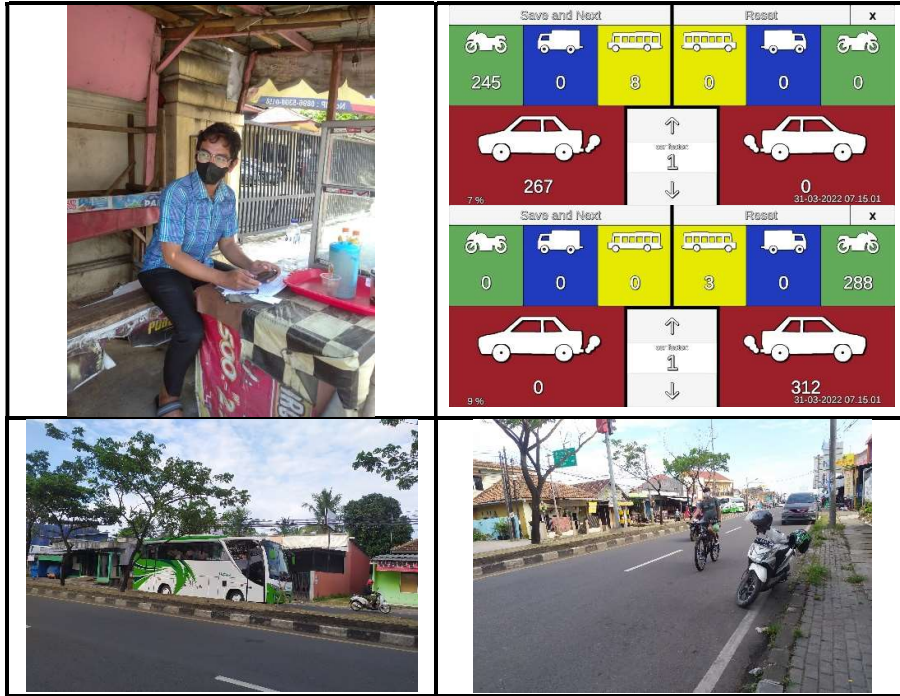 Save and Next Reset x
245 0 8 0 0 0
car factor
1
267 0
7 % 31-03-2022 07.15.01
Save and Next Reset x
0 0 0 3 0 288
car factor
1
0 312
9 % 31-03-2022 07.15.01